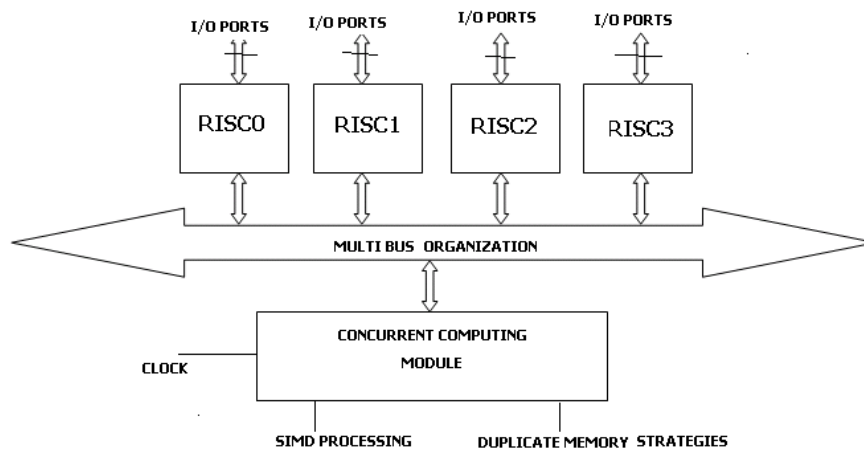 I/O PORTS
I/O PORTS
I/O PORTS
I/O PORTS
RISC0
RISC1
RISC2
RISC3
MULTI BUS ORGANIZATION
CONCURRENT COMPUTING
MODULE
CLOCK
SIMD PROCESSING
DUPLICATE MEMORY STRATEGIES